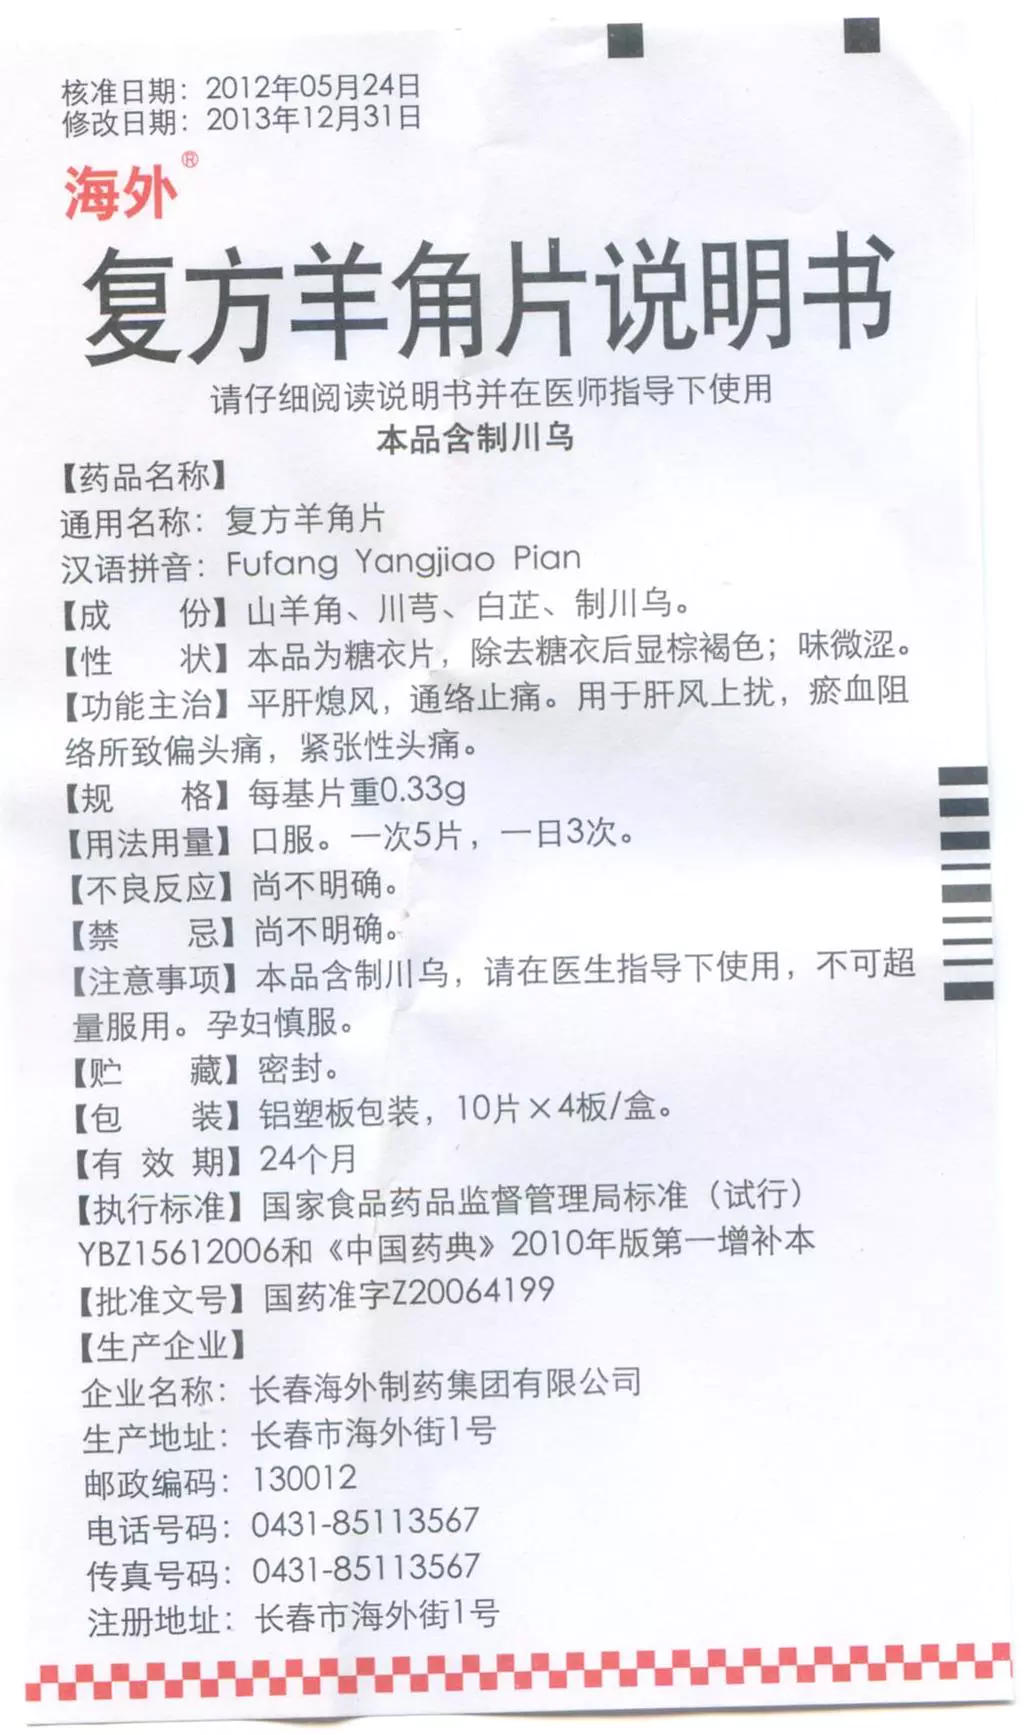 核准日期：2012年05月24日
修改日期：2013年12月31日
海外®
复方羊角片说明书
请仔细阅读说明书并在医师指导下使用
本品含制川乌
【药品名称】
通用名称：复方羊角片
汉语拼音：Fufang Yangjiao Pian
【成 份】山羊角、川芎、白芷、制川乌。
【性 状】本品为糖衣片，除去糖衣后显棕褐色；味微涩。
【功能主治】平肝熄风，通络止痛。用于肝风上扰，瘀血阻
络所致偏头痛，紧张性头痛。
【规 格】每基片重0.33g
【用法用量】口服。一次5片，一日3次。
【不良反应】尚不明确。
【禁 忌】尚不明确。
【注意事项】本品含制川乌，请在医生指导下使用，不可超
量服用。孕妇慎服。
【贮 藏】密封。
【包 装】铝塑板包装，10片×4板/盒。
【有 效 期】24个月
【执行标准】国家食品药品监督管理局标准（试行）
YBZ15612006和《中国药典》2010年版第一增补本
【批准文号】国药准字Z20064199
【生产企业】
企业名称：长春海外制药集团有限公司
生产地址：长春市海外街1号
邮政编码：130012
电话号码：0431-85113567
传真号码：0431-85113567
注册地址：长春市海外街1号